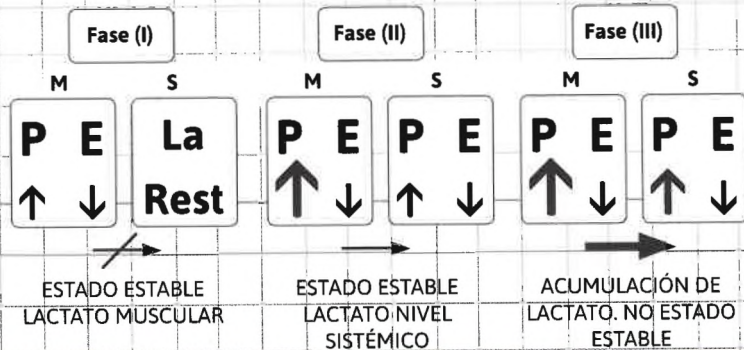 Fase (I)
Fase (II)
Fase (III)
M S M S M S
P E La P E P E P E P E
Rest
ESTADO ESTABLE
LACTATO MUSCULAR
ESTADO ESTABLE
LACTATO NIVEL
SISTÉMICO
ACUMULACIÓN DE
LACTATO. NO ESTADO
ESTABLE